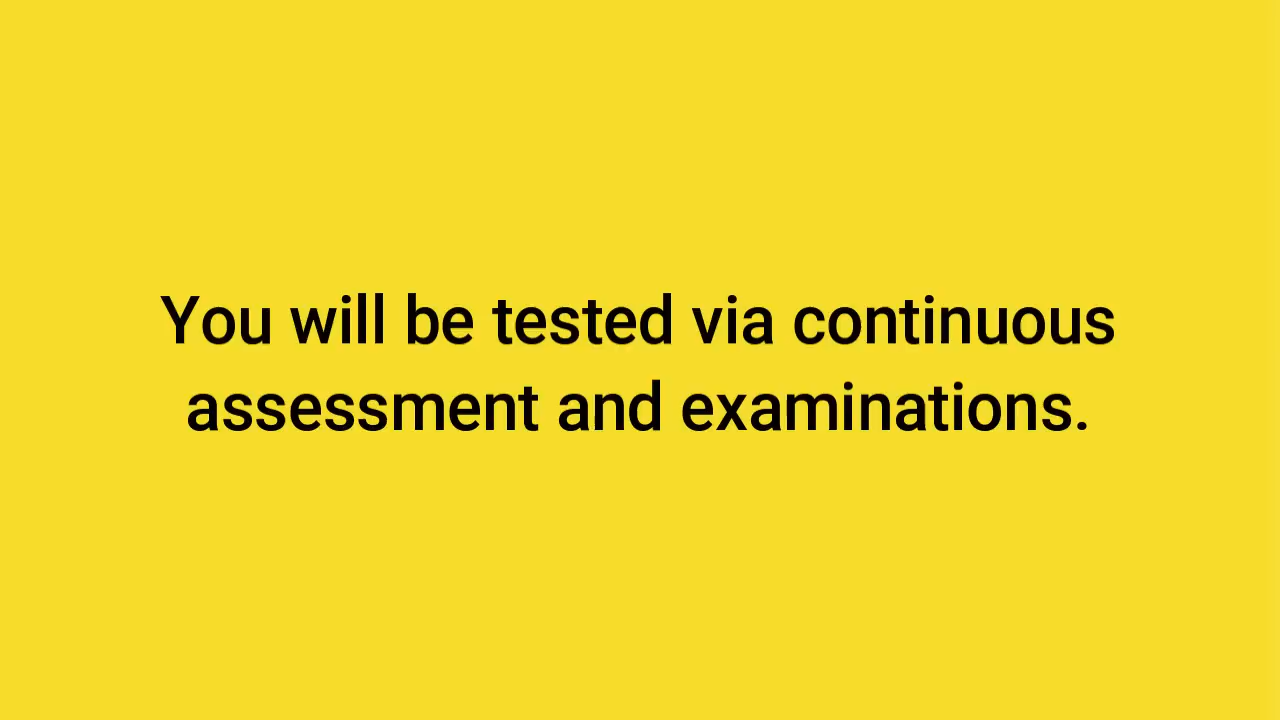 You will be tested via continuous
assessment and examinations.